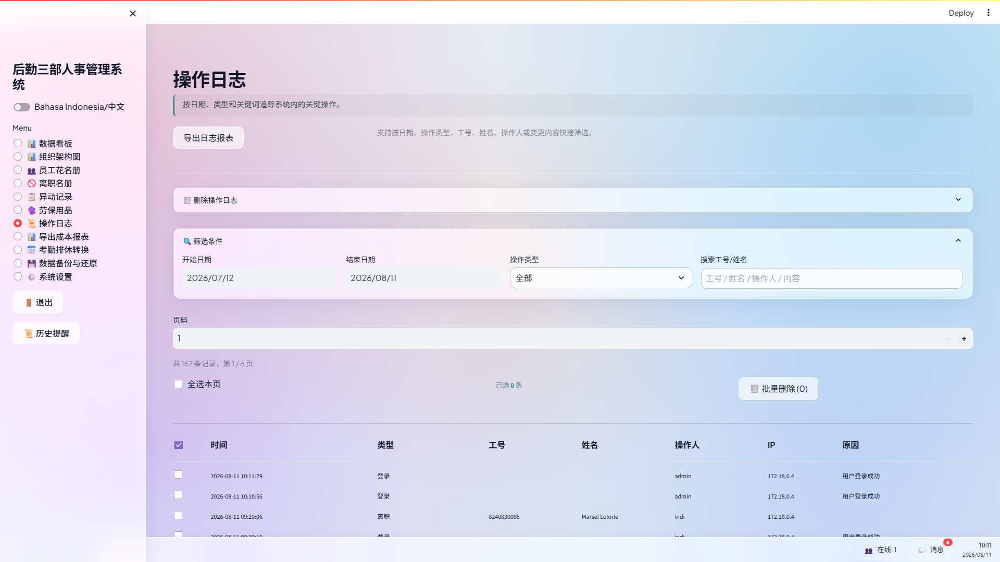 Deploy
后勤三部人事管理系
统
Bahasa Indonesia/中文
Menu
数据看板
组织架构图
员工花名册
离职名册
异动记录
劳保用品
操作日志
导出成本报表
考勤排休转换
数据备份与还原
系统设置
退出
历史提醒
操作日志
按日期、类型和关键词追踪系统内的关键操作。
导出日志报表
支持按日期、操作类型、工号、姓名、操作人或变更内容快速筛选。
删除操作日志
筛选条件
开始日期 结束日期 操作类型 搜索工号/姓名
2026/07/12 2026/08/11 全部 工号 / 姓名 / 操作人 / 内容
页码
1
共 162 条记录，第 1 / 6 页
全选本页 已选 0 条 批量删除 (0)
时间 类型 工号 姓名 操作人 IP 原因
2026-08-11 10:11:29 登录 admin 172.18.0.4 用户登录成功
2026-08-11 10:10:56 登录 admin 172.18.0.4 用户登录成功
2026-08-11 09:20:06 离职 8240830085 Marsel Lolorie indi 172.18.0.4
2026-08-11 08:39:10 登录 indi 172.18.0.4 用户登录成功
在线: 1 消息 6
10:11
2026/08/11